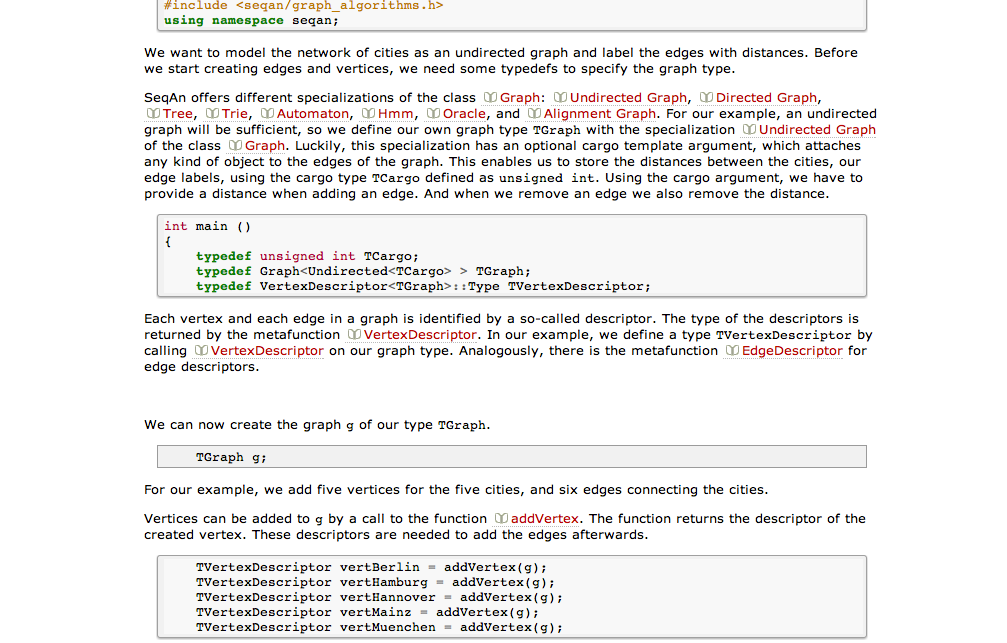 #include <seqan/graph_algorithms.h>
using namespace seqan;
We want to model the network of cities as an undirected graph and label the edges with distances. Before
we start creating edges and vertices, we need some typedefs to specify the graph type.
SeqAn offers different specializations of the class Graph: Undirected Graph, Directed Graph,
Tree, Trie, Automaton, Hmm, Oracle, and Alignment Graph. For our example, an undirected
graph will be sufficient, so we define our own graph type TGraph with the specialization Undirected Graph
of the class Graph. Luckily, this specialization has an optional cargo template argument, which attaches
any kind of object to the edges of the graph. This enables us to store the distances between the cities, our
edge labels, using the cargo type TCargo defined as unsigned int. Using the cargo argument, we have to
provide a distance when adding an edge. And when we remove an edge we also remove the distance.
int main ()
{
    typedef unsigned int TCargo;
    typedef Graph<Undirected<TCargo> > TGraph;
    typedef VertexDescriptor<TGraph>::Type TVertexDescriptor;
Each vertex and each edge in a graph is identified by a so-called descriptor. The type of the descriptors is
returned by the metafunction VertexDescriptor. In our example, we define a type TVertexDescriptor by
calling VertexDescriptor on our graph type. Analogously, there is the metafunction EdgeDescriptor for
edge descriptors.
We can now create the graph g of our type TGraph.
    TGraph g;
For our example, we add five vertices for the five cities, and six edges connecting the cities.
Vertices can be added to g by a call to the function addVertex. The function returns the descriptor of the
created vertex. These descriptors are needed to add the edges afterwards.
    TVertexDescriptor vertBerlin = addVertex(g);
    TVertexDescriptor vertHamburg = addVertex(g);
    TVertexDescriptor vertHannover = addVertex(g);
    TVertexDescriptor vertMainz = addVertex(g);
    TVertexDescriptor vertMuenchen = addVertex(g);